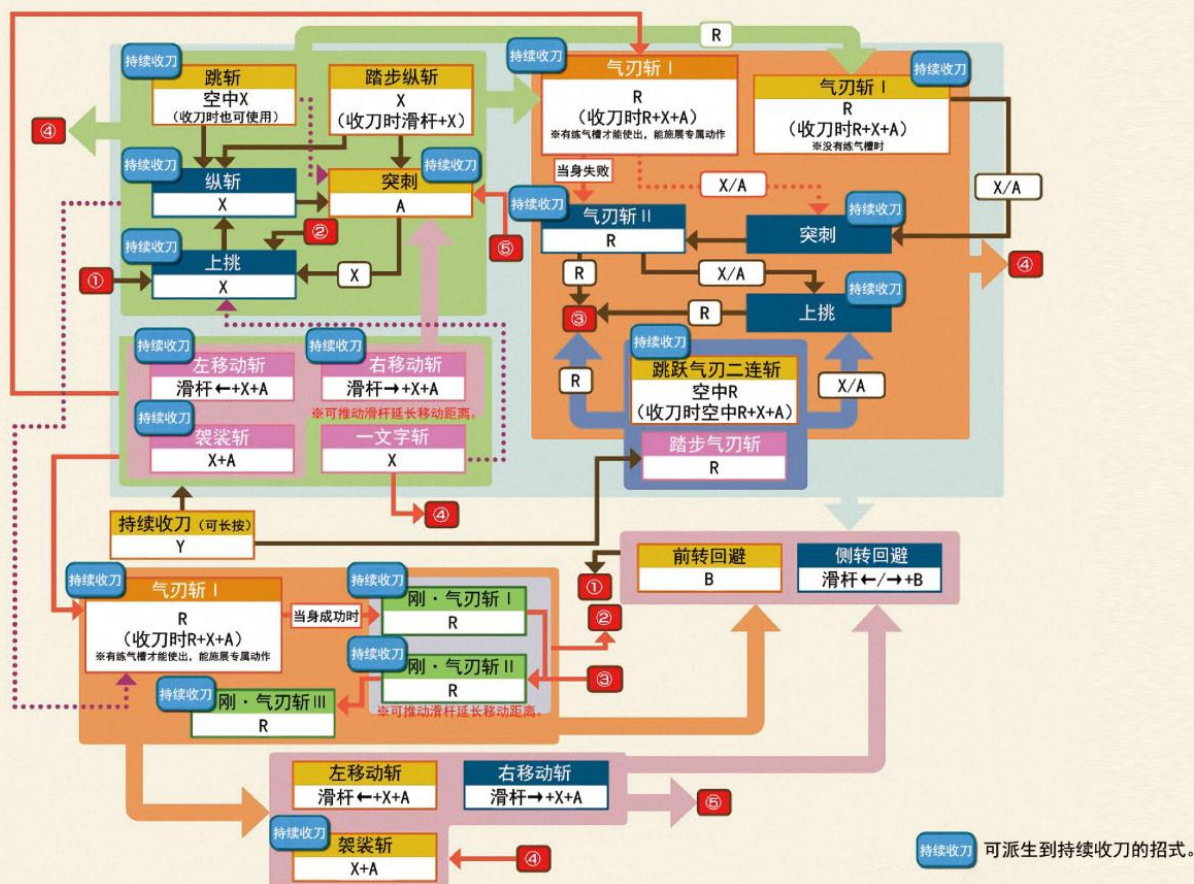 持续收刀
跳斩
空中X
(收刀时也可使用)
踏步纵斩
X
(收刀时滑杆+X)
R
持续收刀
气刃斩 I
R
(收刀时R+X+A)
※有练气槽才能使出，能施展专属动作
持续收刀
气刃斩 I
R
(收刀时R+X+A)
※没有练气槽时
④
持续收刀
纵斩
X
持续收刀
突刺
A
当身失败
X/A
X/A
持续收刀
气刃斩 II
R
持续收刀
突刺
②
⑤
④
①
持续收刀
上挑
X
X
R
X/A
持续收刀
上挑
③
R
持续收刀
左移动斩
滑杆←+X+A
持续收刀
右移动斩
滑杆→+X+A
※可推动滑杆延长移动距离。
持续收刀
袈裟斩
X+A
一文字斩
X
R
持续收刀
跳跃气刃二连斩
空中R
(收刀时空中R+X+A)
X/A
踏步气刃斩
R
④
持续收刀（可长按）
Y
前转回避
B
侧转回避
滑杆←/→+B
①
②
③
持续收刀
气刃斩 I
R
(收刀时R+X+A)
※有练气槽才能使出，能施展专属动作
当身成功时
持续收刀
刚·气刃斩 I
R
持续收刀
刚·气刃斩 II
R
※可推动滑杆延长移动距离。
持续收刀
刚·气刃斩 III
R
左移动斩
滑杆←+X+A
右移动斩
滑杆→+X+A
⑤
持续收刀
袈裟斩
X+A
④
持续收刀 可派生到持续收刀的招式。